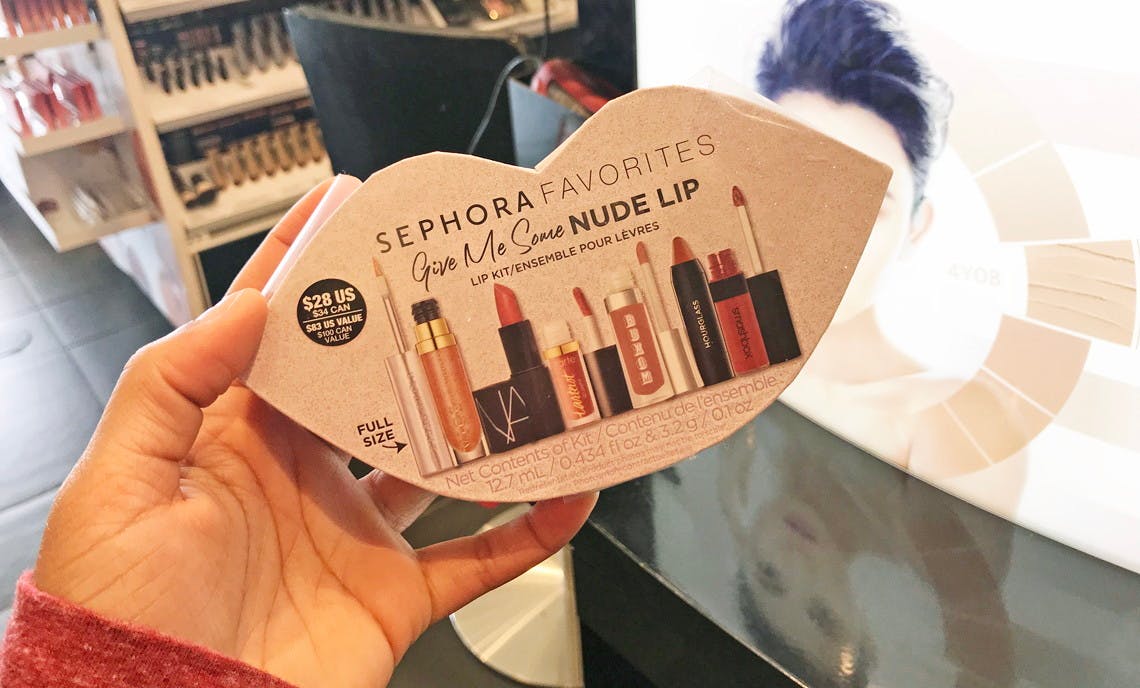 SEPHORA FAVORITES
Give Me Some NUDE LIP
LIP KIT/ENSEMBLE POUR LÈVRES
$28 US
$34 CAN
$83 US VALUE
$100 CAN
VALUE
FULL
SIZE
NARS
tarte
BUXOM
HOURGLASS
smashbox
Net Contents of Kit / Contenu de l'ensemble
12.7 mL / 0.434 fl oz & 3.2 g / 0.1 oz
4Y08